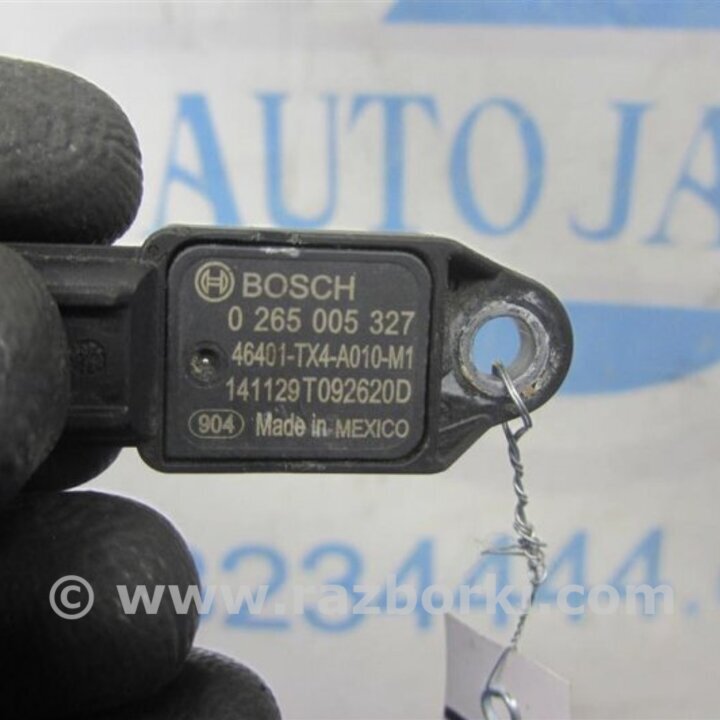 AUTO JA
BOSCH
0 265 005 327
46401-TX4-A010-M1
141129T092620D
904 Made in MEXICO
8234444.
© www.razborki.com